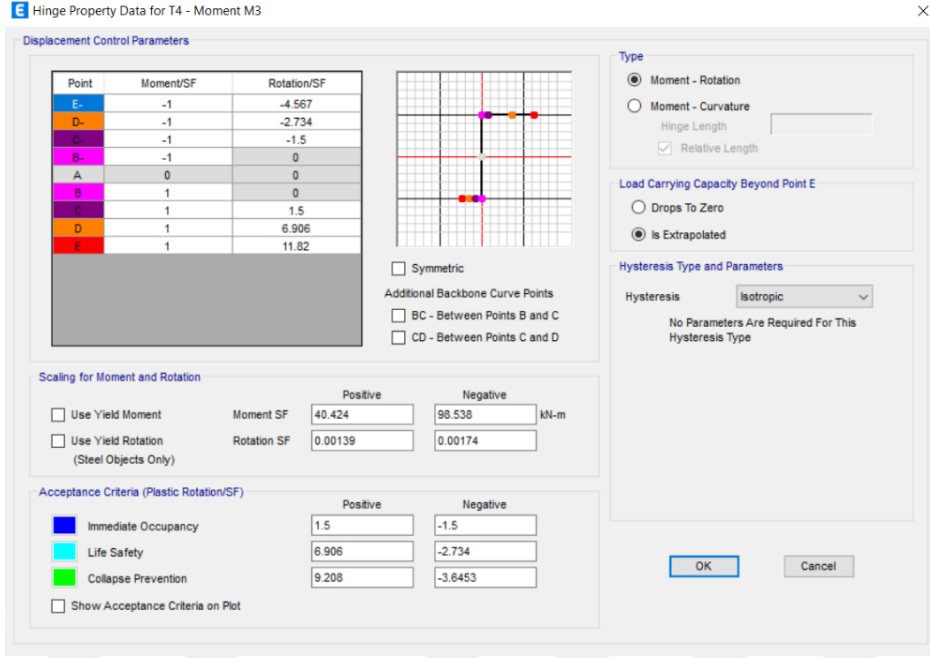 E Hinge Property Data for T4 - Moment M3
Displacement Control Parameters
Point Moment/SF Rotation/SF
E- -1 -4.567
D- -1 -2.734
C- -1 -1.5
B- -1 0
A 0 0
B 1 0
C 1 1.5
D 1 6.906
E 1 11.82
Symmetric
Additional Backbone Curve Points
BC - Between Points B and C
CD - Between Points C and D
Type
Moment - Rotation
Moment - Curvature
Hinge Length
Relative Length
Load Carrying Capacity Beyond Point E
Drops To Zero
Is Extrapolated
Hysteresis Type and Parameters
Hysteresis Isotropic
No Parameters Are Required For This
Hysteresis Type
Scaling for Moment and Rotation
Positive Negative
Use Yield Moment Moment SF 40.424 98.538 kN-m
Use Yield Rotation Rotation SF 0.00139 0.00174
(Steel Objects Only)
Acceptance Criteria (Plastic Rotation/SF)
Positive Negative
Immediate Occupancy 1.5 -1.5
Life Safety 6.906 -2.734
Collapse Prevention 9.208 -3.6453
Show Acceptance Criteria on Plot
OK Cancel